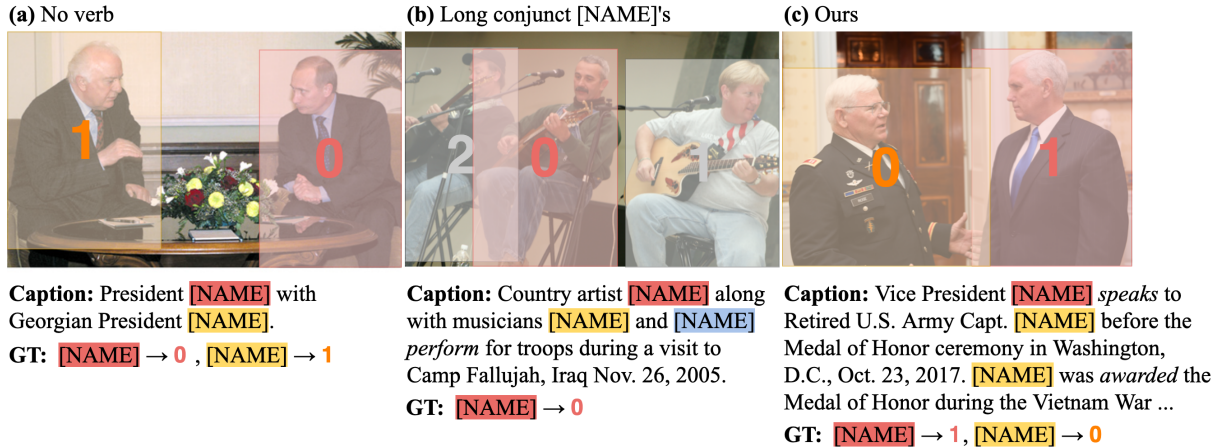 (a) No verb
1
0
Caption: President [NAME] with
Georgian President [NAME].
GT: [NAME] → 0 , [NAME] → 1
(b) Long conjunct [NAME]'s
2
0
1
Caption: Country artist [NAME] along
with musicians [NAME] and [NAME]
perform for troops during a visit to
Camp Fallujah, Iraq Nov. 26, 2005.
GT: [NAME] → 0
(c) Ours
0
1
Caption: Vice President [NAME] speaks to
Retired U.S. Army Capt. [NAME] before the
Medal of Honor ceremony in Washington,
D.C., Oct. 23, 2017. [NAME] was awarded the
Medal of Honor during the Vietnam War ...
GT: [NAME] → 1, [NAME] → 0